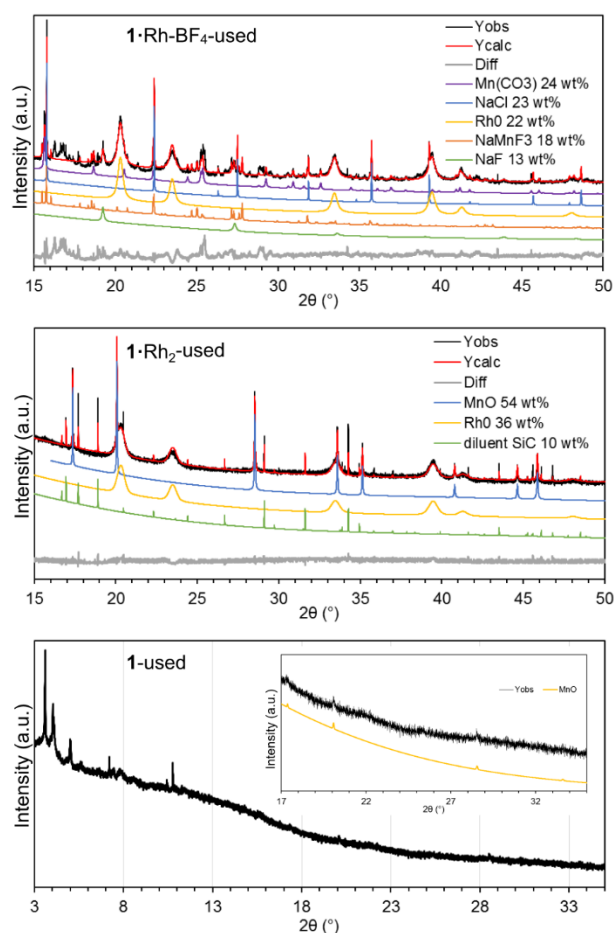 1·Rh-BF₄-used
Yobs
Ycalc
Diff
Mn(CO3) 24 wt%
NaCl 23 wt%
Rh0 22 wt%
NaMnF3 18 wt%
NaF 13 wt%
Intensity (a.u.)
15 20 25 30 35 40 45 50
2θ (°)
1·Rh₂-used
Yobs
Ycalc
Diff
MnO 54 wt%
Rh0 36 wt%
diluent SiC 10 wt%
Intensity (a.u.)
15 20 25 30 35 40 45 50
2θ (°)
1-used
Yobs MnO
Intensity (a.u.)
17 22 27 32
2θ (°)
Intensity (a.u.)
3 8 13 18 23 28 33
2θ (°)